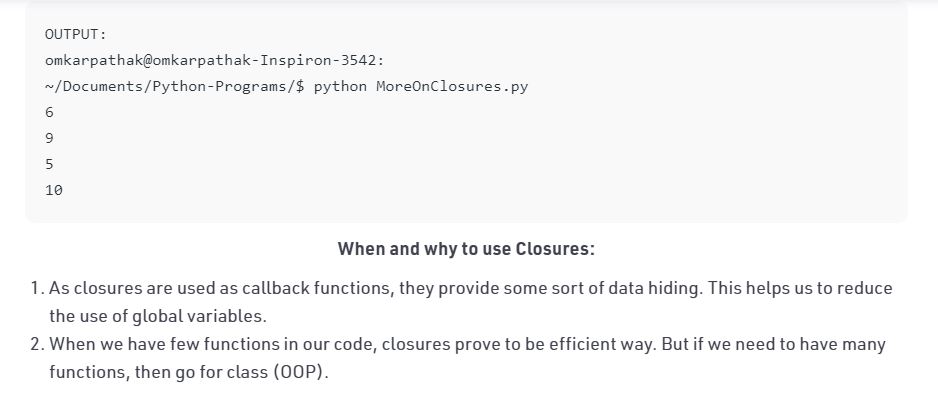 OUTPUT:
omkarpathak@omkarpathak-Inspiron-3542:
~/Documents/Python-Programs/$ python MoreOnClosures.py
6
9
5
10
When and why to use Closures:
1. As closures are used as callback functions, they provide some sort of data hiding. This helps us to reduce
the use of global variables.
2. When we have few functions in our code, closures prove to be efficient way. But if we need to have many
functions, then go for class (OOP).